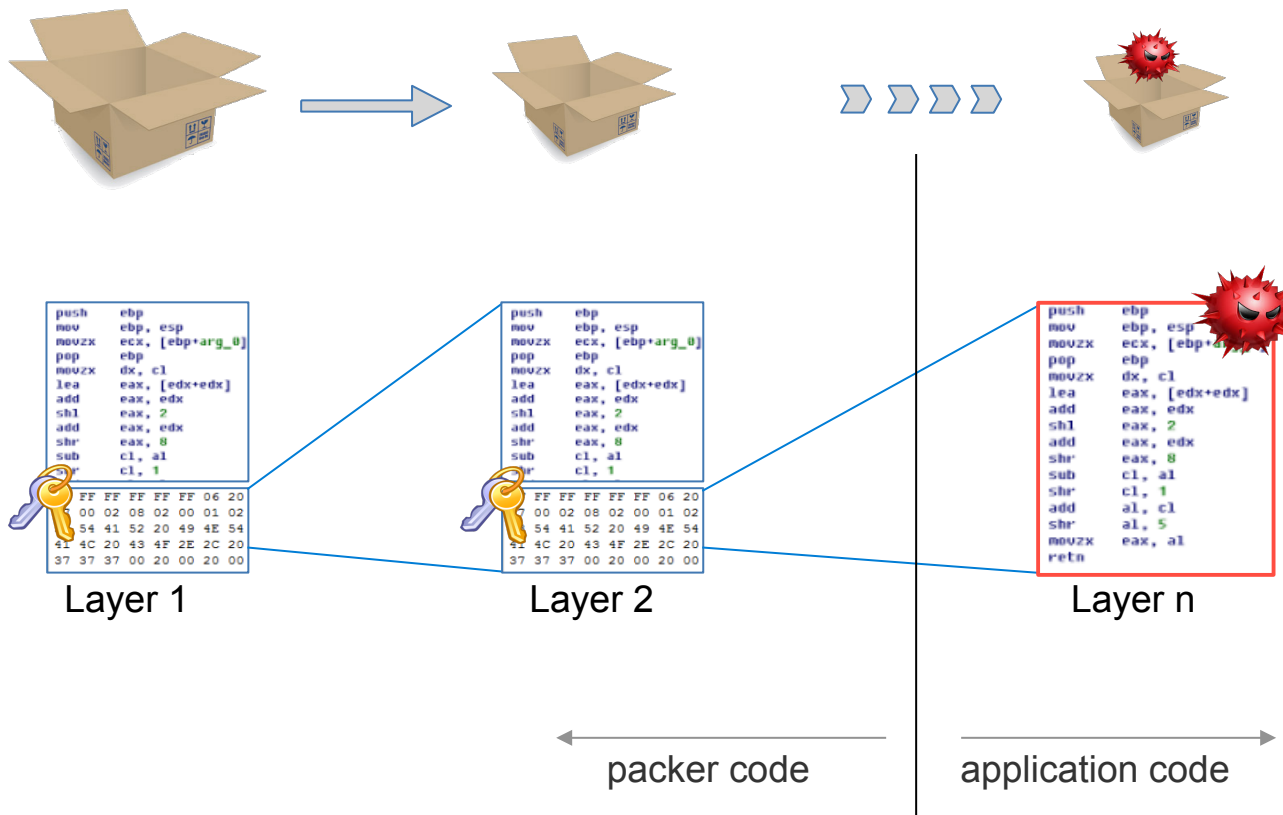 push ebp
mov ebp, esp
movzx ecx, [ebp+arg_0]
pop ebp
movzx dx, cl
lea eax, [edx+edx]
add eax, edx
shl eax, 2
add eax, edx
shr eax, 8
sub cl, al
cl, 1
FF FF FF FF FF 06 20
00 02 08 02 00 01 02
54 41 52 20 49 4E 54
41 4C 20 43 4F 2E 2C 20
37 37 37 00 20 00 20 00
Layer 1
push ebp
mov ebp, esp
movzx ecx, [ebp+arg_0]
pop ebp
movzx dx, cl
lea eax, [edx+edx]
add eax, edx
shl eax, 2
add eax, edx
shr eax, 8
sub cl, al
cl, 1
FF FF FF FF FF 06 20
00 02 08 02 00 01 02
54 41 52 20 49 4E 54
41 4C 20 43 4F 2E 2C 20
37 37 37 00 20 00 20 00
Layer 2
push ebp
mov ebp, esp
movzx ecx, [ebp+
pop ebp
movzx dx, cl
lea eax, [edx+edx]
add eax, edx
shl eax, 2
add eax, edx
shr eax, 8
sub cl, al
shr cl, 1
add al, cl
shr al, 5
movzx eax, al
retn
Layer n
packer code
application code